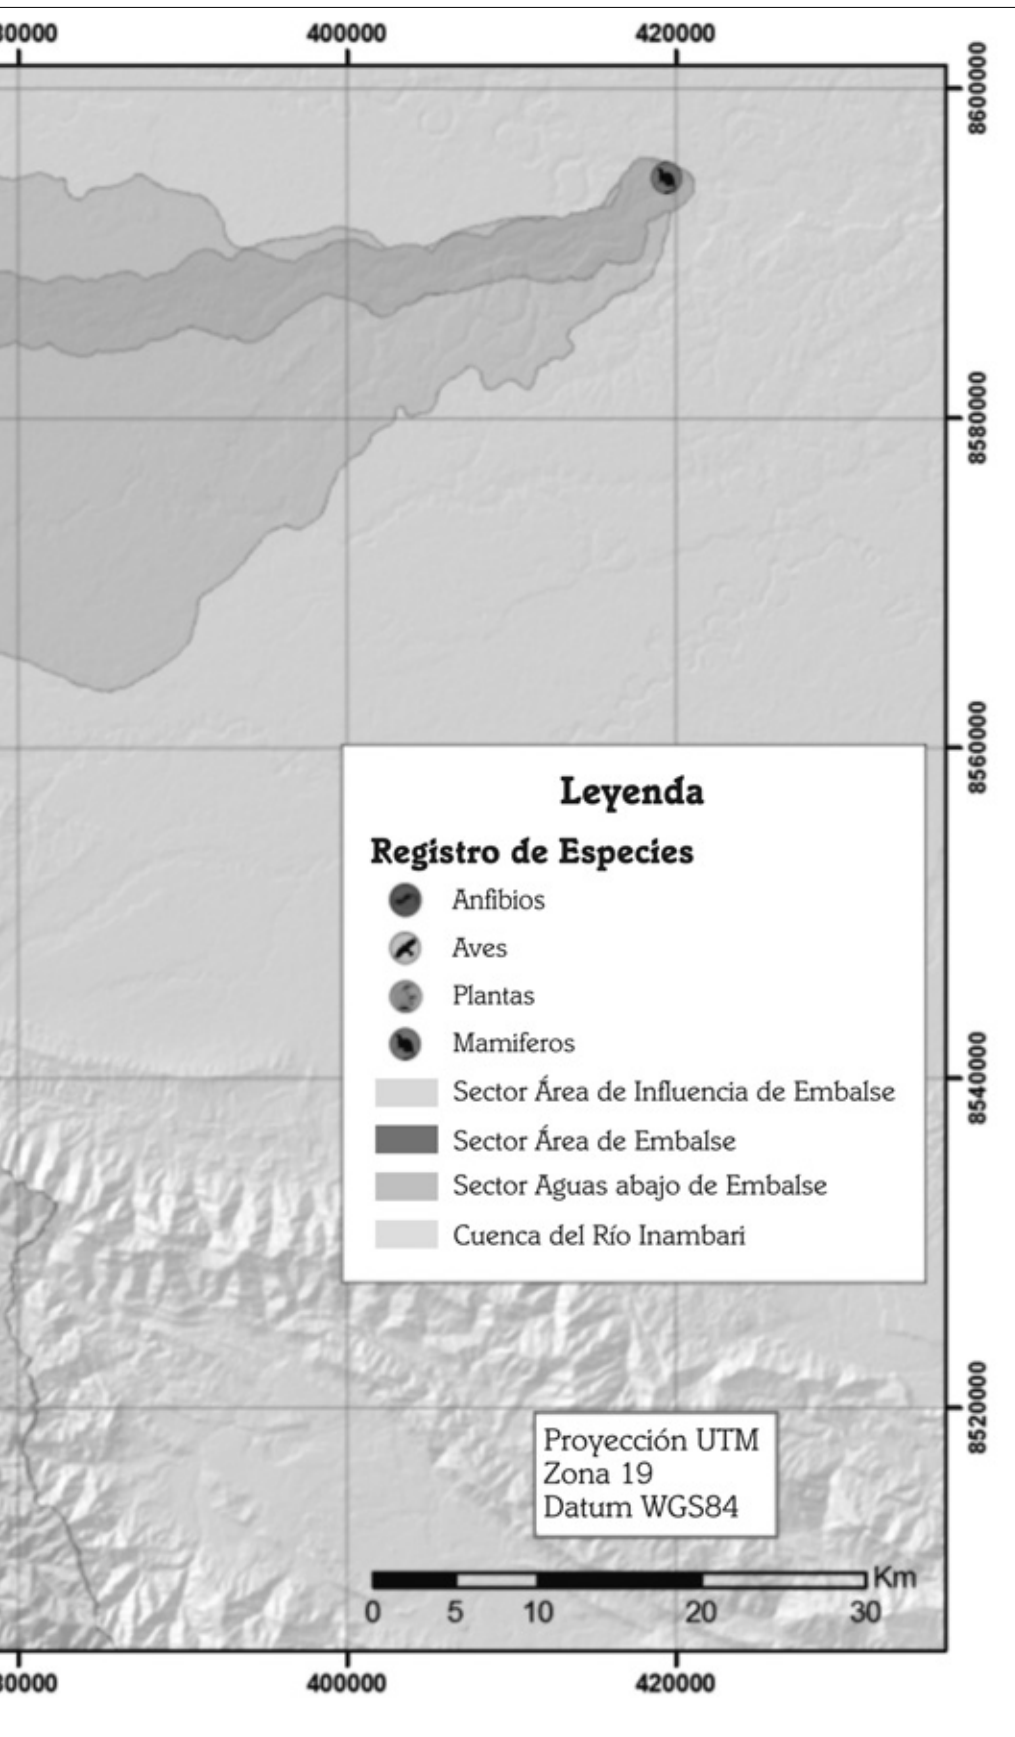 400000
420000
8600000
8580000
8560000
Leyenda
Registro de Especies
Anfibios
Aves
Plantas
Mamiferos
Sector Área de Influencia de Embalse
Sector Área de Embalse
Sector Aguas abajo de Embalse
Cuenca del Río Inambari
8540000
8520000
Proyección UTM
Zona 19
Datum WGS84
Km
0 5 10 20 30
400000
420000